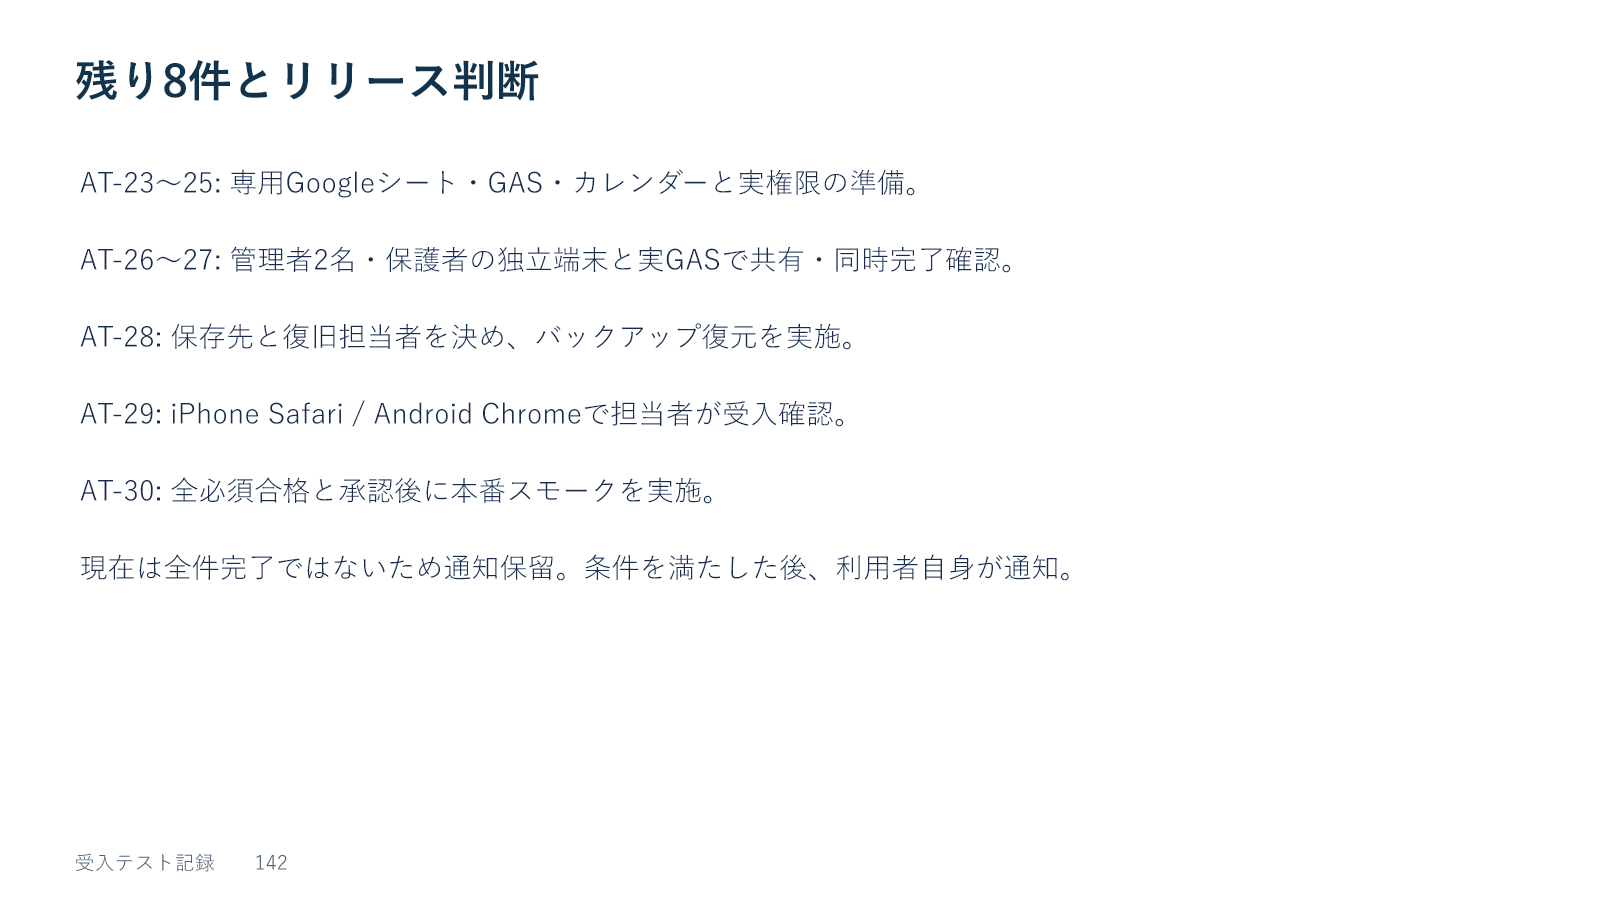 残り8件とリリース判断
AT-23〜25: 専用Googleシート・GAS・カレンダーと実権限の準備。
AT-26〜27: 管理者2名・保護者の独立端末と実GASで共有・同時完了確認。
AT-28: 保存先と復旧担当者を決め、バックアップ復元を実施。
AT-29: iPhone Safari / Android Chromeで担当者が受入確認。
AT-30: 全必須合格と承認後に本番スモークを実施。
現在は全件完了ではないため通知保留。条件を満たした後、利用者自身が通知。
受入テスト記録 142